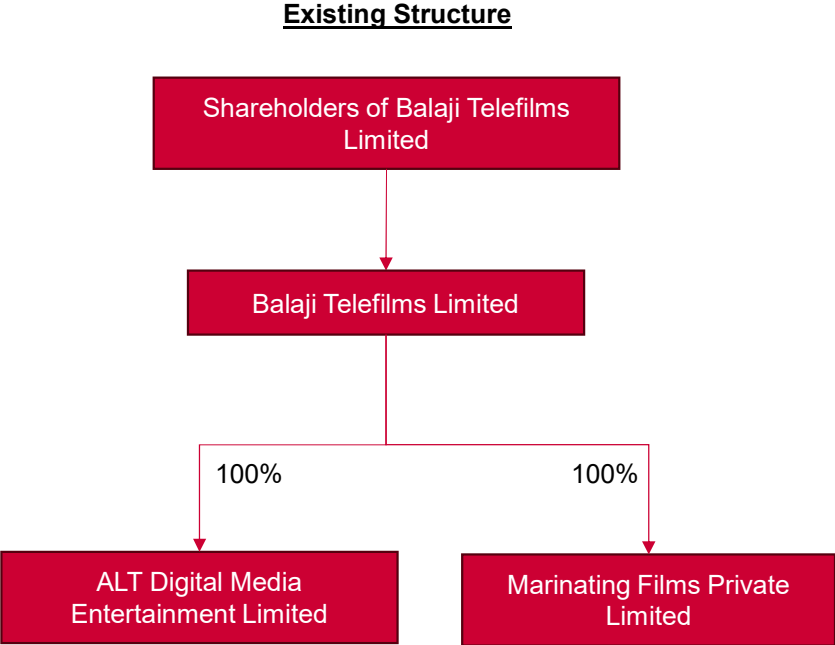 Existing Structure
Shareholders of Balaji Telefilms
Limited
Balaji Telefilms Limited
100%
100%
ALT Digital Media
Entertainment Limited
Marinating Films Private
Limited